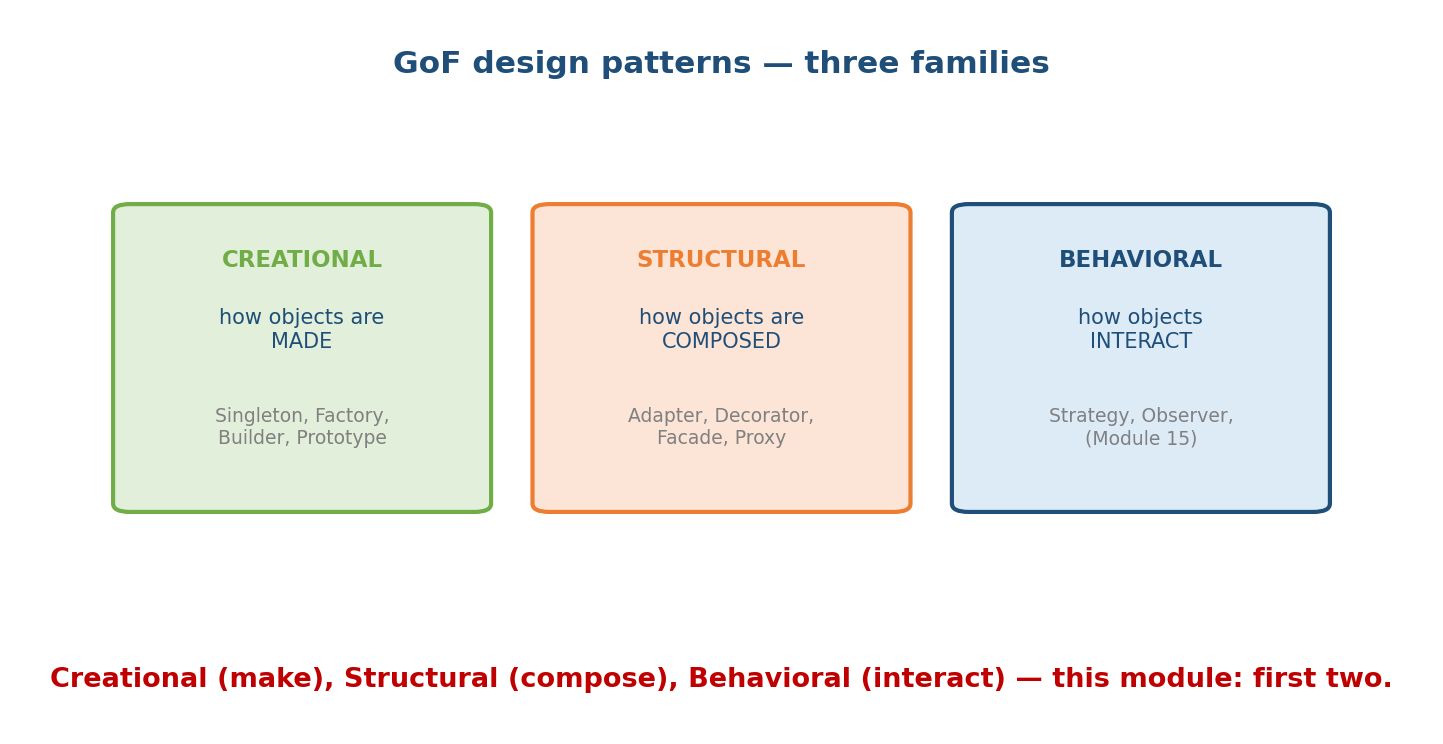 GoF design patterns — three families
CREATIONAL
how objects are
MADE
Singleton, Factory,
Builder, Prototype
STRUCTURAL
how objects are
COMPOSED
Adapter, Decorator,
Facade, Proxy
BEHAVIORAL
how objects
INTERACT
Strategy, Observer,
(Module 15)
Creational (make), Structural (compose), Behavioral (interact) — this module: first two.